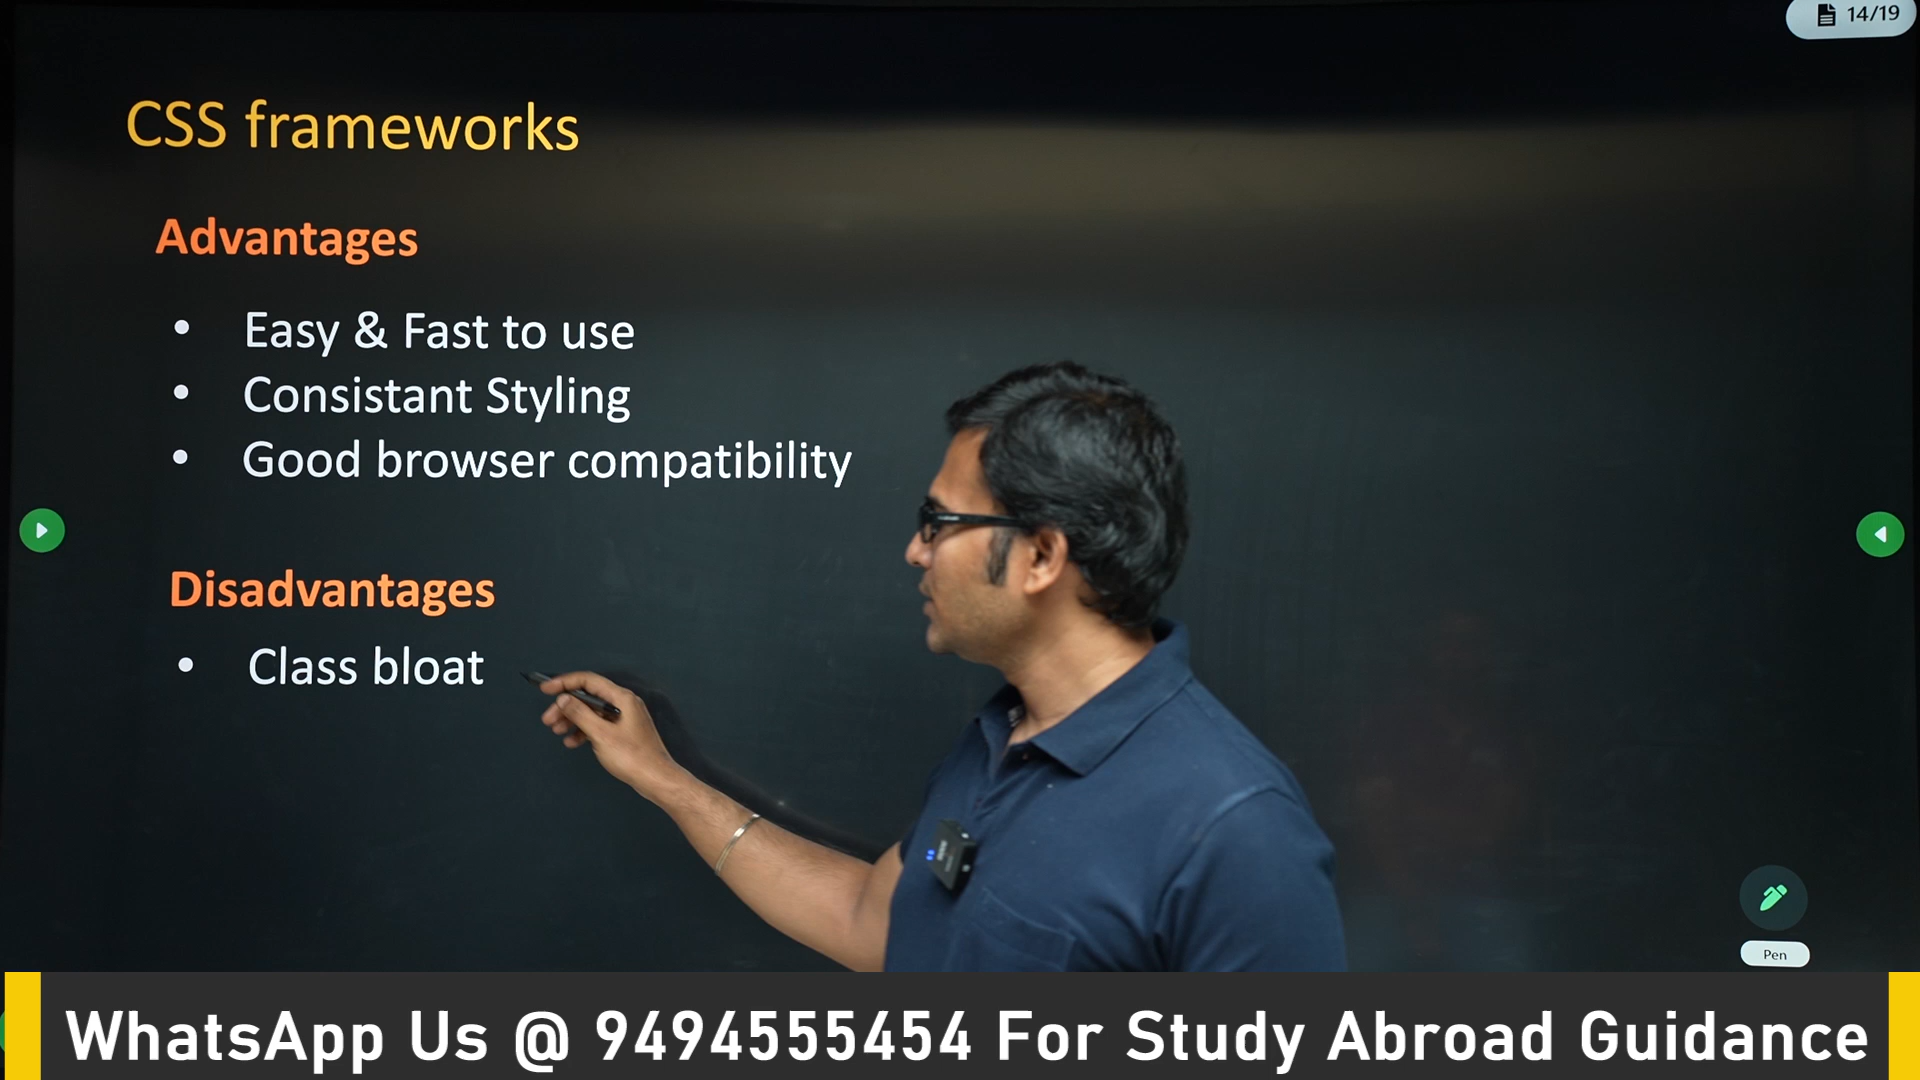 14/19
CSS frameworks
Advantages
• Easy & Fast to use
• Consistant Styling
• Good browser compatibility
Disadvantages
• Class bloat
Pen
WhatsApp Us @ 9494555454 For Study Abroad Guidance